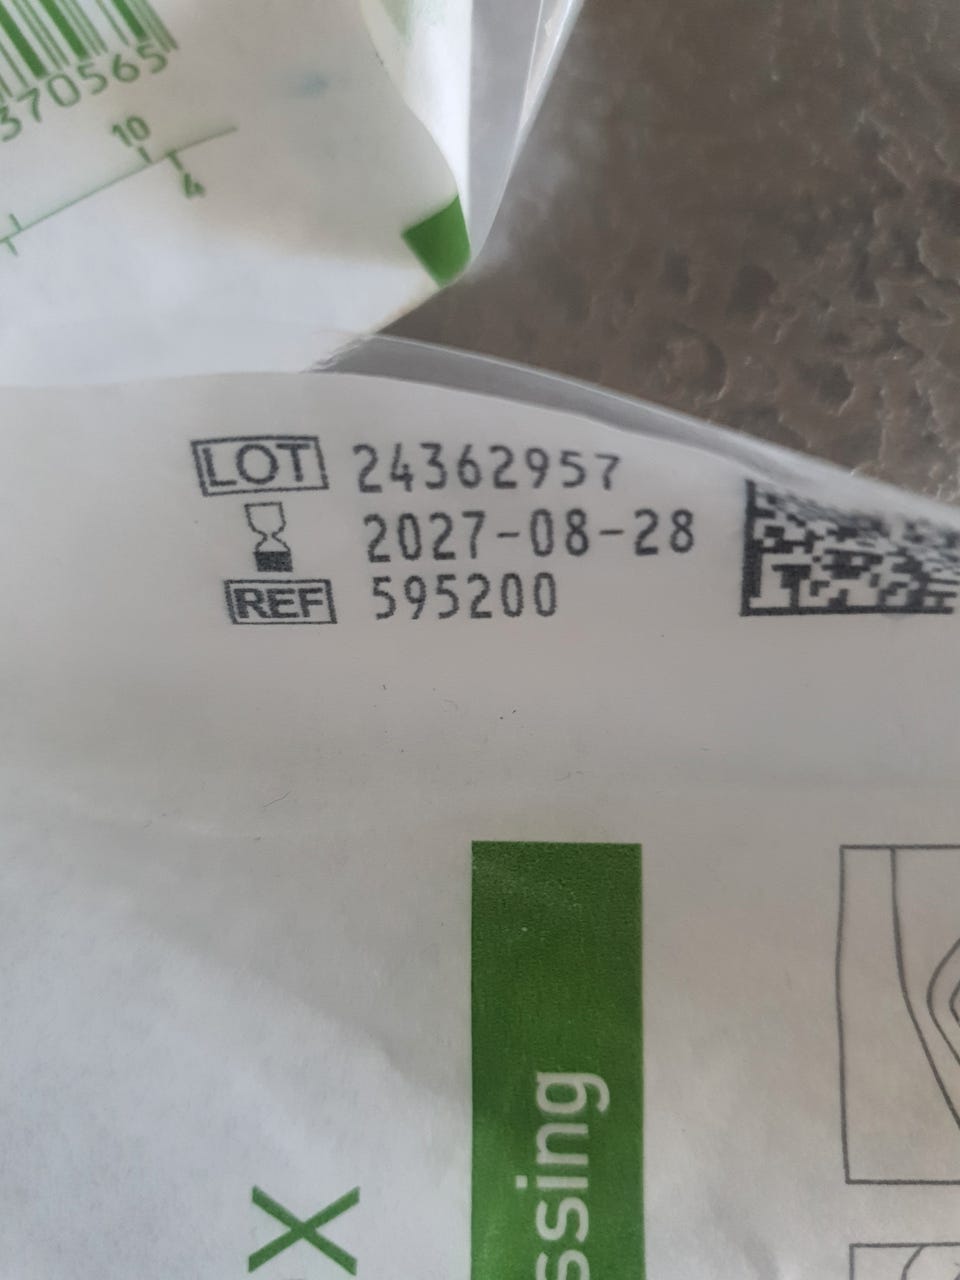 370565
10
4
LOT 24362957
2027-08-28
REF 595200
ssing
X